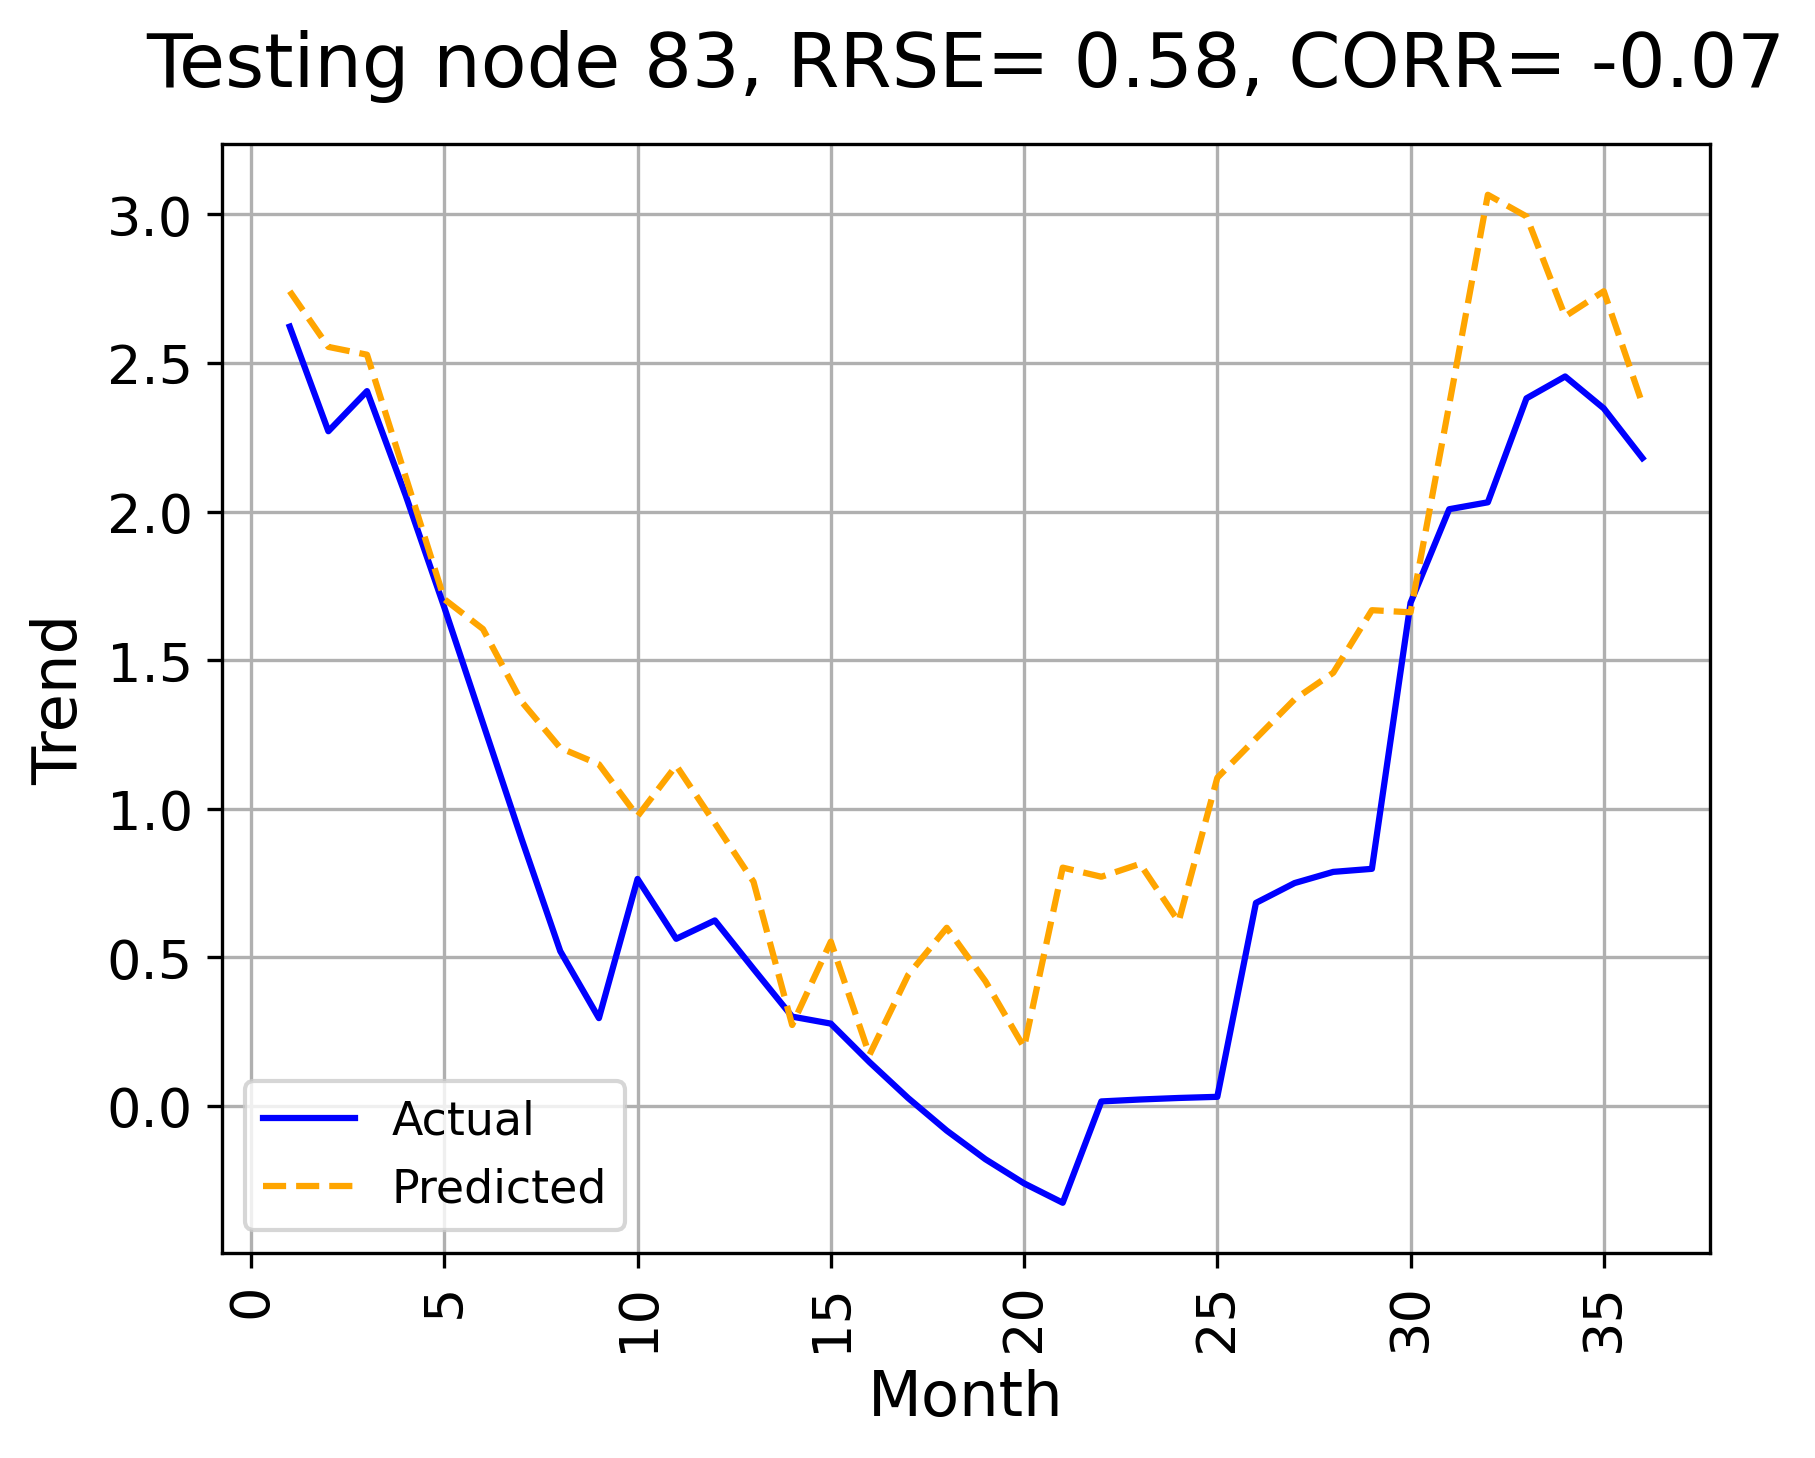 Testing node 83, RRSE= 0.58, CORR= -0.07
Trend
3.0
2.5
2.0
1.5
1.0
0.5
0.0
Actual
Predicted
0 5 10 15 20 25 30 35
Month